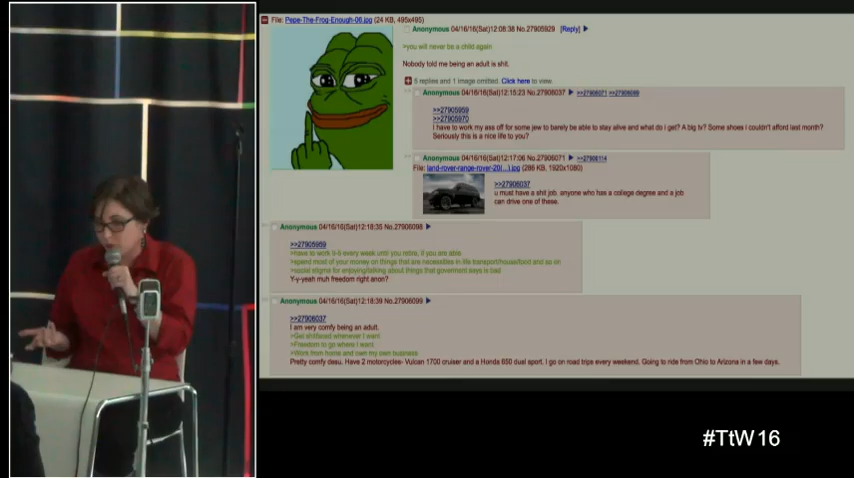 File: Pepe-The-Frog-Enough-06.jpg (24 KB, 495x495)
Anonymous 04/16/16(Sat)12:08:38 No.27905929 [Reply]
>you will never be a child again
Nobody told me being an adult is shit.
5 replies and 1 image omitted. Click here to view.
Anonymous 04/16/16(Sat)12:15:23 No.27906037 >>27906071 >>27906099
>>27905959
>>27905970
I have to work my ass off for some jew to barely be able to stay alive and what do i get? A big tv? Some shoes i couldn't afford last month?
Seriously this is a nice life to you?
Anonymous 04/16/16(Sat)12:17:06 No.27906071 >>27906114
File: land-rover-range-rover-20(...).jpg (286 KB, 1920x1080)
>>27906037
u must have a shit job. anyone who has a college degree and a job
can drive one of these.
Anonymous 04/16/16(Sat)12:18:35 No.27906098
>>27905959
>have to work 9-5 every week until you retire, if you are able
>spend most of your money on things that are necessities in life transport/house/food and so on
>social stigma for enjoying/talking about things that government says is bad
Y-y-yeah muh freedom right anon?
Anonymous 04/16/16(Sat)12:18:39 No.27906099
>>27906037
I am very comfy being an adult.
>Get shitfaced whenever I want
>Freedom to go where I want
>Work from home and own my own business
Pretty comfy desu. Have 2 motorcycles- Vulcan 1700 cruiser and a Honda 650 dual sport. I go on road trips every weekend. Going to ride from Ohio to Arizona in a few days.
#TtW16